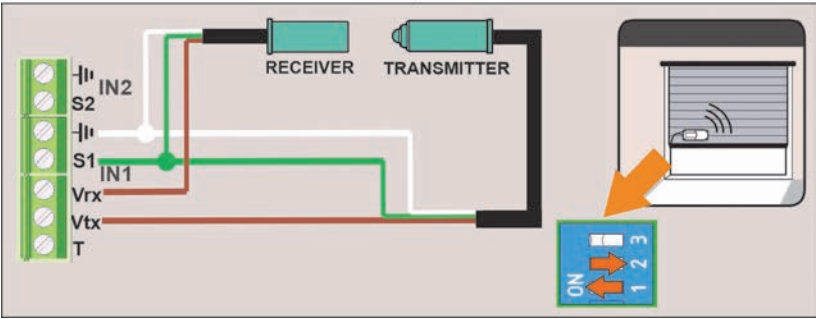 RECEIVER
TRANSMITTER
IN2
S2
S1
IN1
Vrx
Vtx
T
ON
1
2
3